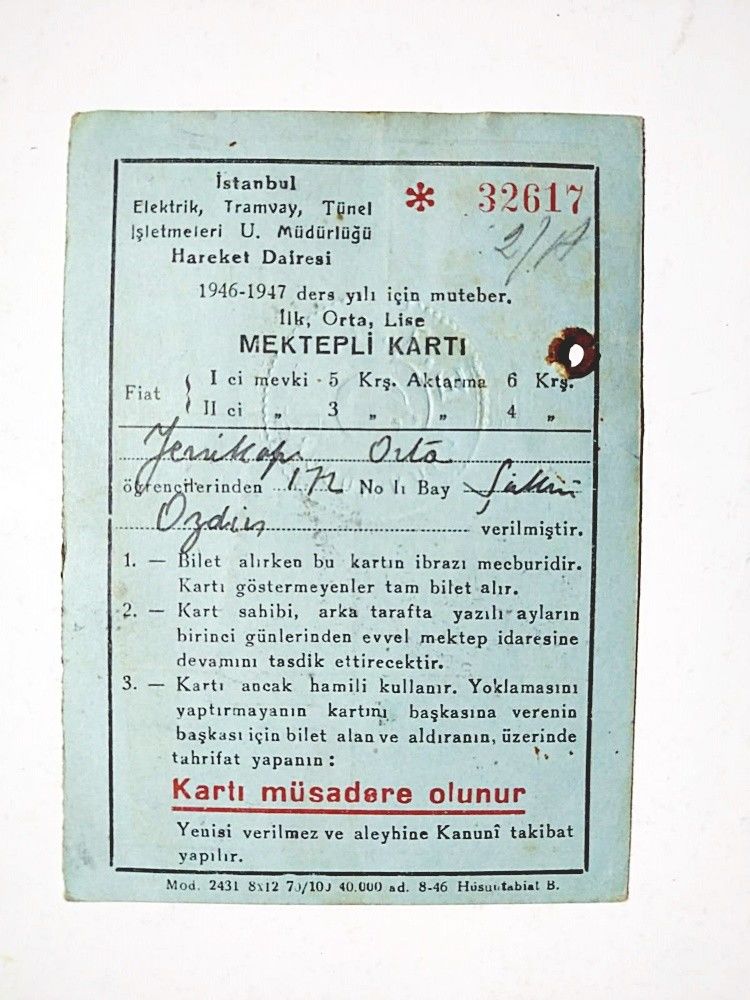 İstanbul
Elektrik, Tramvay, Tünel
İşletmeleri U. Müdürlüğü
Hareket Dairesi
* 32617
2/A
1946-1947 ders yılı için muteber.
İlk, Orta, Lise
MEKTEPLİ KARTI
Fiat { I ci mevki 5 Krş. Aktarma 6 Krş.
II ci „ 3 „ „ 4 „
Yenikapı Orta
öğrencilerinden 172 No lı Bay
verilmiştir.
1. — Bilet alırken bu kartın ibrazı mecburidir.
Kartı göstermeyenler tam bilet alır.
2. — Kart sahibi, arka tarafta yazılı ayların
birinci günlerinden evvel mektep idaresine
devamını tasdik ettirecektir.
3. — Kartı ancak hamili kullanır. Yoklamasını
yaptırmayanın kartını başkasına verenin
başkası için bilet alan ve aldıranın, üzerinde
tahrifat yapanın :
Kartı müsadere olunur
Yenisi verilmez ve aleyhine Kanunî takibat
yapılır.
Mod. 2431 8x12 70/100 40.000 ad. 8-46 Hüsnütabiat B.